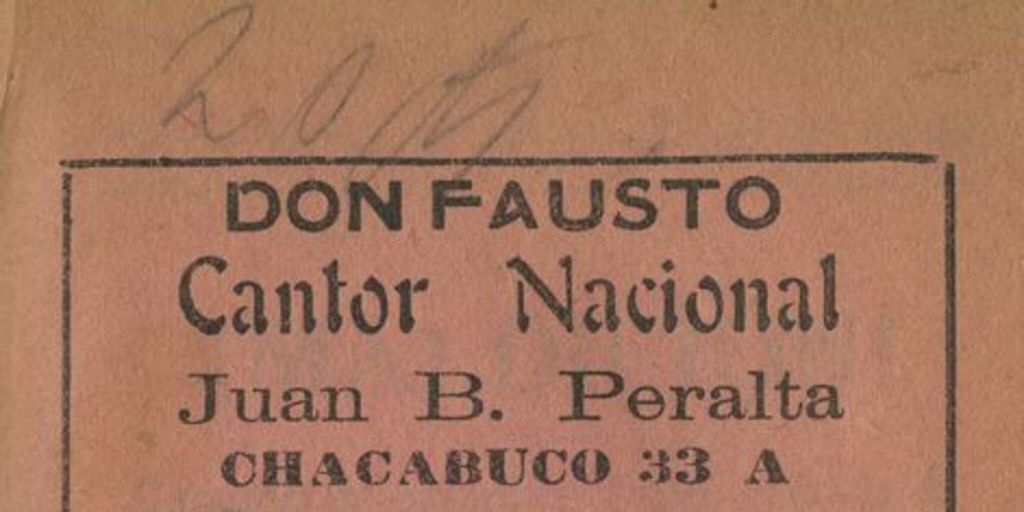 DON FAUSTO
Cantor Nacional
Juan B. Peralta
CHACABUCO 33 A